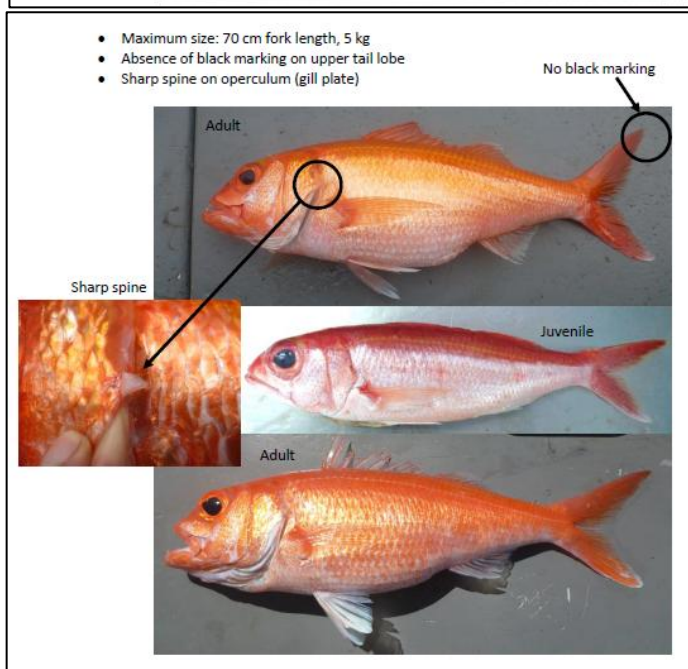 • Maximum size: 70 cm fork length, 5 kg
• Absence of black marking on upper tail lobe
• Sharp spine on operculum (gill plate)
No black marking
Adult
Sharp spine
Juvenile
Adult